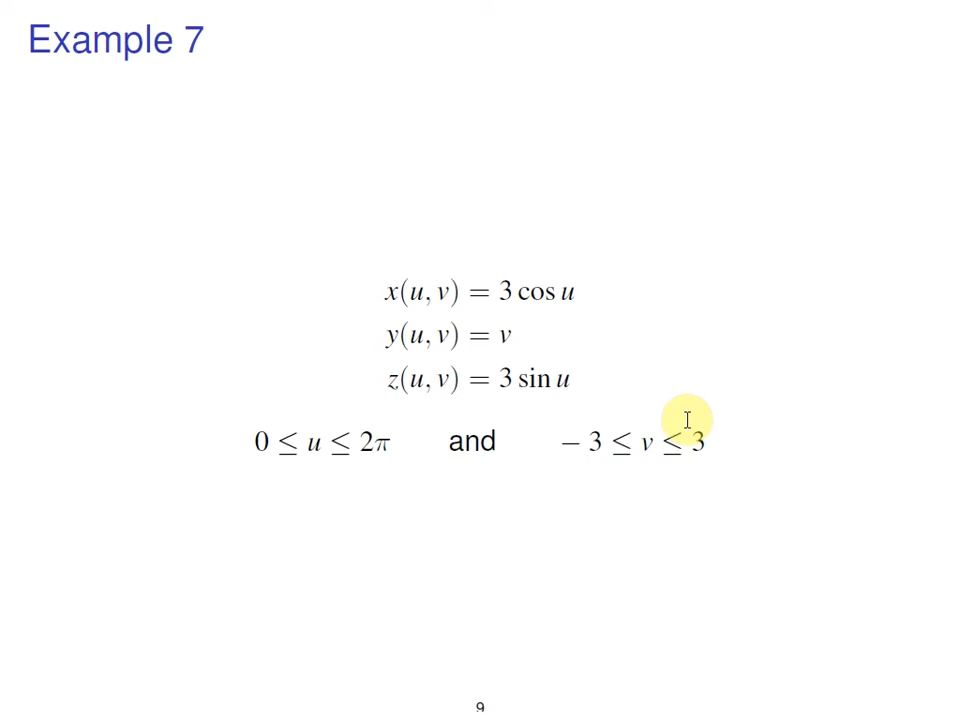 Example 7
x(u, v) = 3 cos u
y(u, v) = v
z(u, v) = 3 sin u
0 ≤ u ≤ 2π and − 3 ≤ v ≤ 3
9